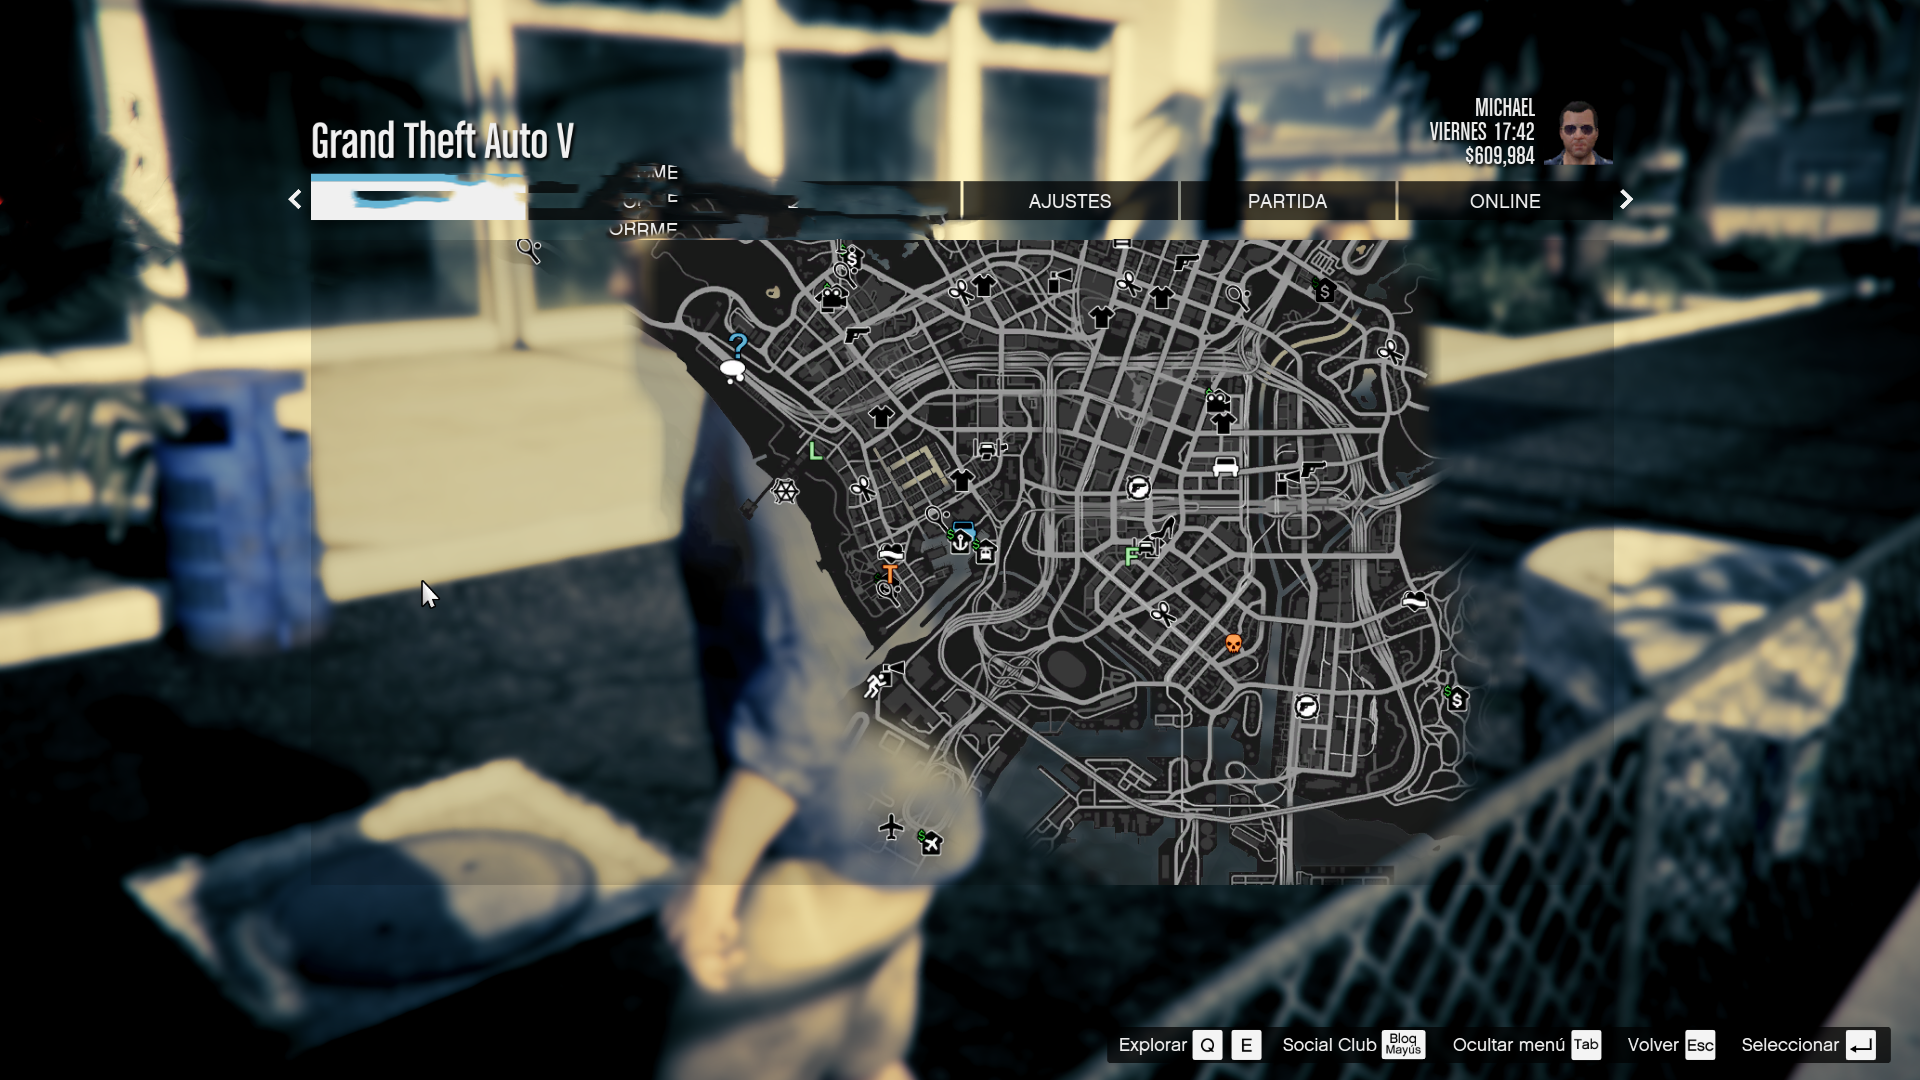 Grand Theft Auto V
MICHAEL
VIERNES 17:42
$609,984
AJUSTES
PARTIDA
ONLINE
?
L
T
F
Explorar Q E Social Club Bloq Mayús Ocultar menú Tab Volver Esc Seleccionar